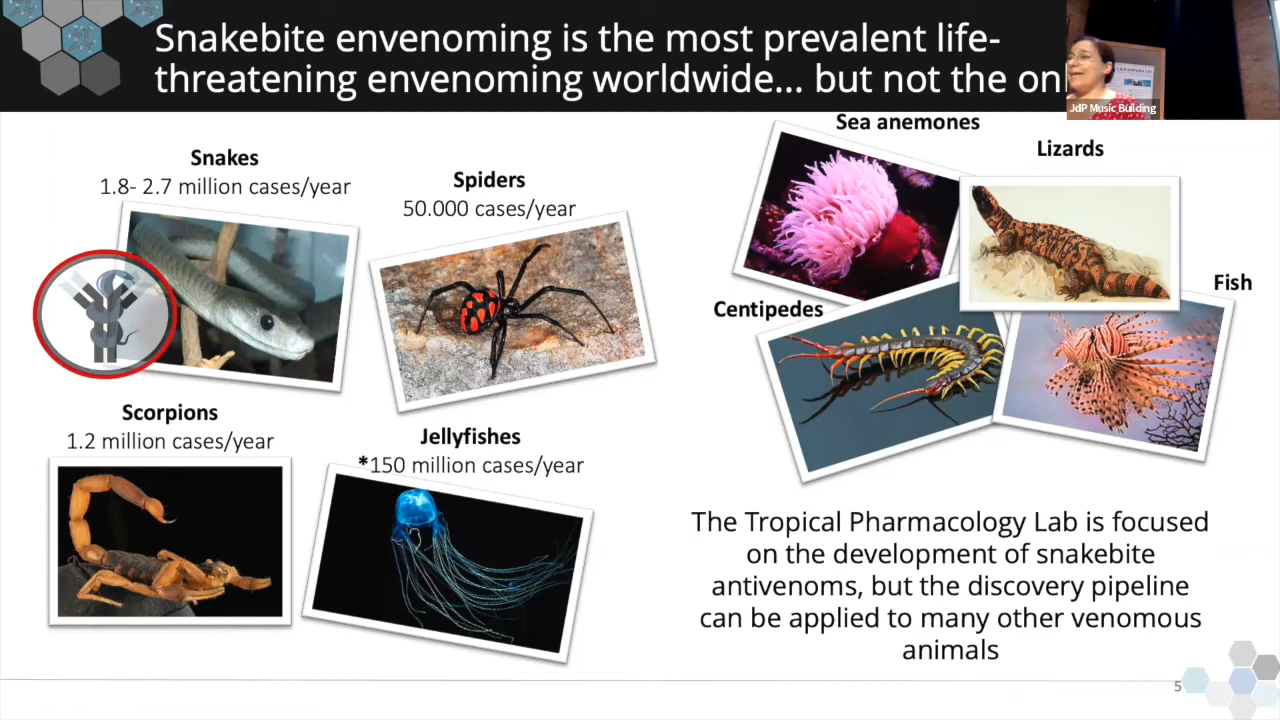 Snakebite envenoming is the most prevalent life-
threatening envenoming worldwide... but not the on
JdP Music Building
Snakes
1.8- 2.7 million cases/year
Spiders
50.000 cases/year
Scorpions
1.2 million cases/year
Jellyfishes
*150 million cases/year
Sea anemones
Lizards
Centipedes
Fish
The Tropical Pharmacology Lab is focused
on the development of snakebite
antivenoms, but the discovery pipeline
can be applied to many other venomous
animals
5